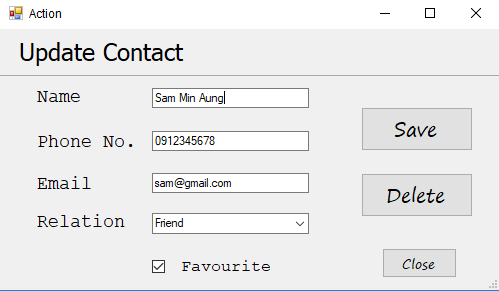 Action
Update Contact
Name Sam Min Aung
Phone No. 0912345678
Save
Email sam@gmail.com
Delete
Relation Friend
Favourite
Close